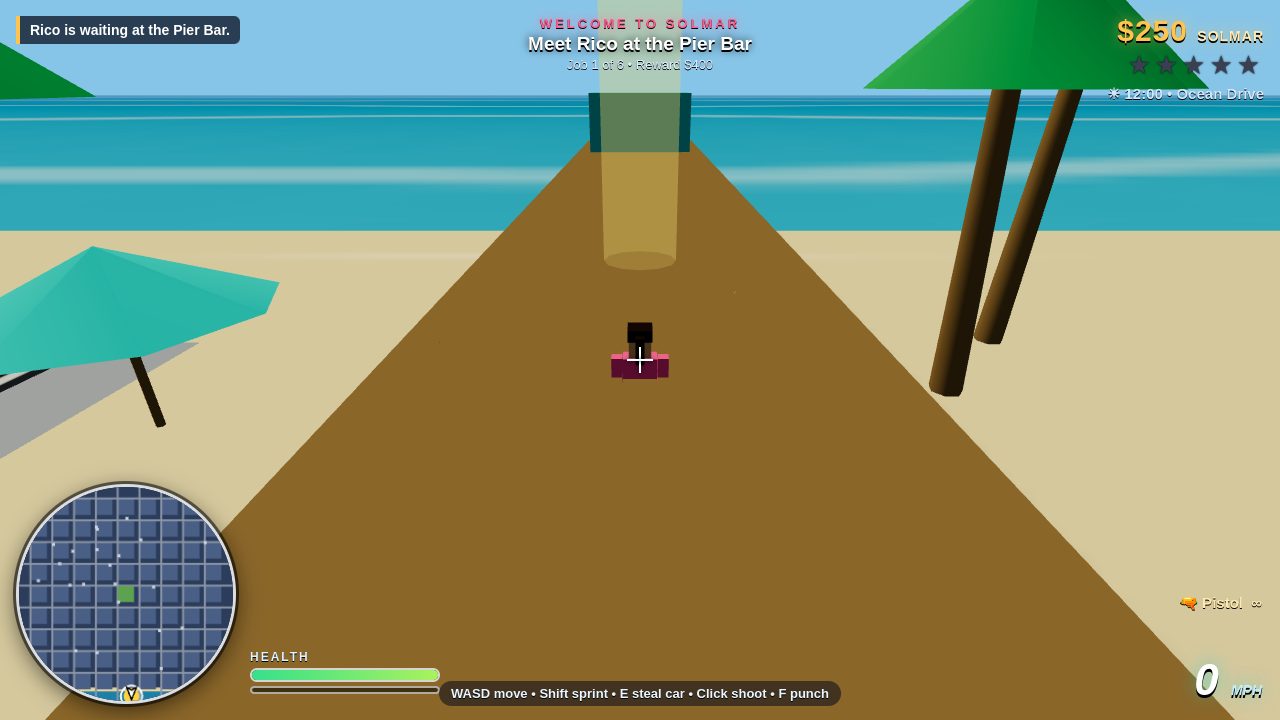 Rico is waiting at the Pier Bar.
WELCOME TO SOLMAR
Meet Rico at the Pier Bar
Job 1 of 6 • Reward $400
$250 SOLMAR
★★★★★
☀ 12:00 • Ocean Drive
Pistol ∞
HEALTH
WASD move • Shift sprint • E steal car • Click shoot • F punch
0 MPH